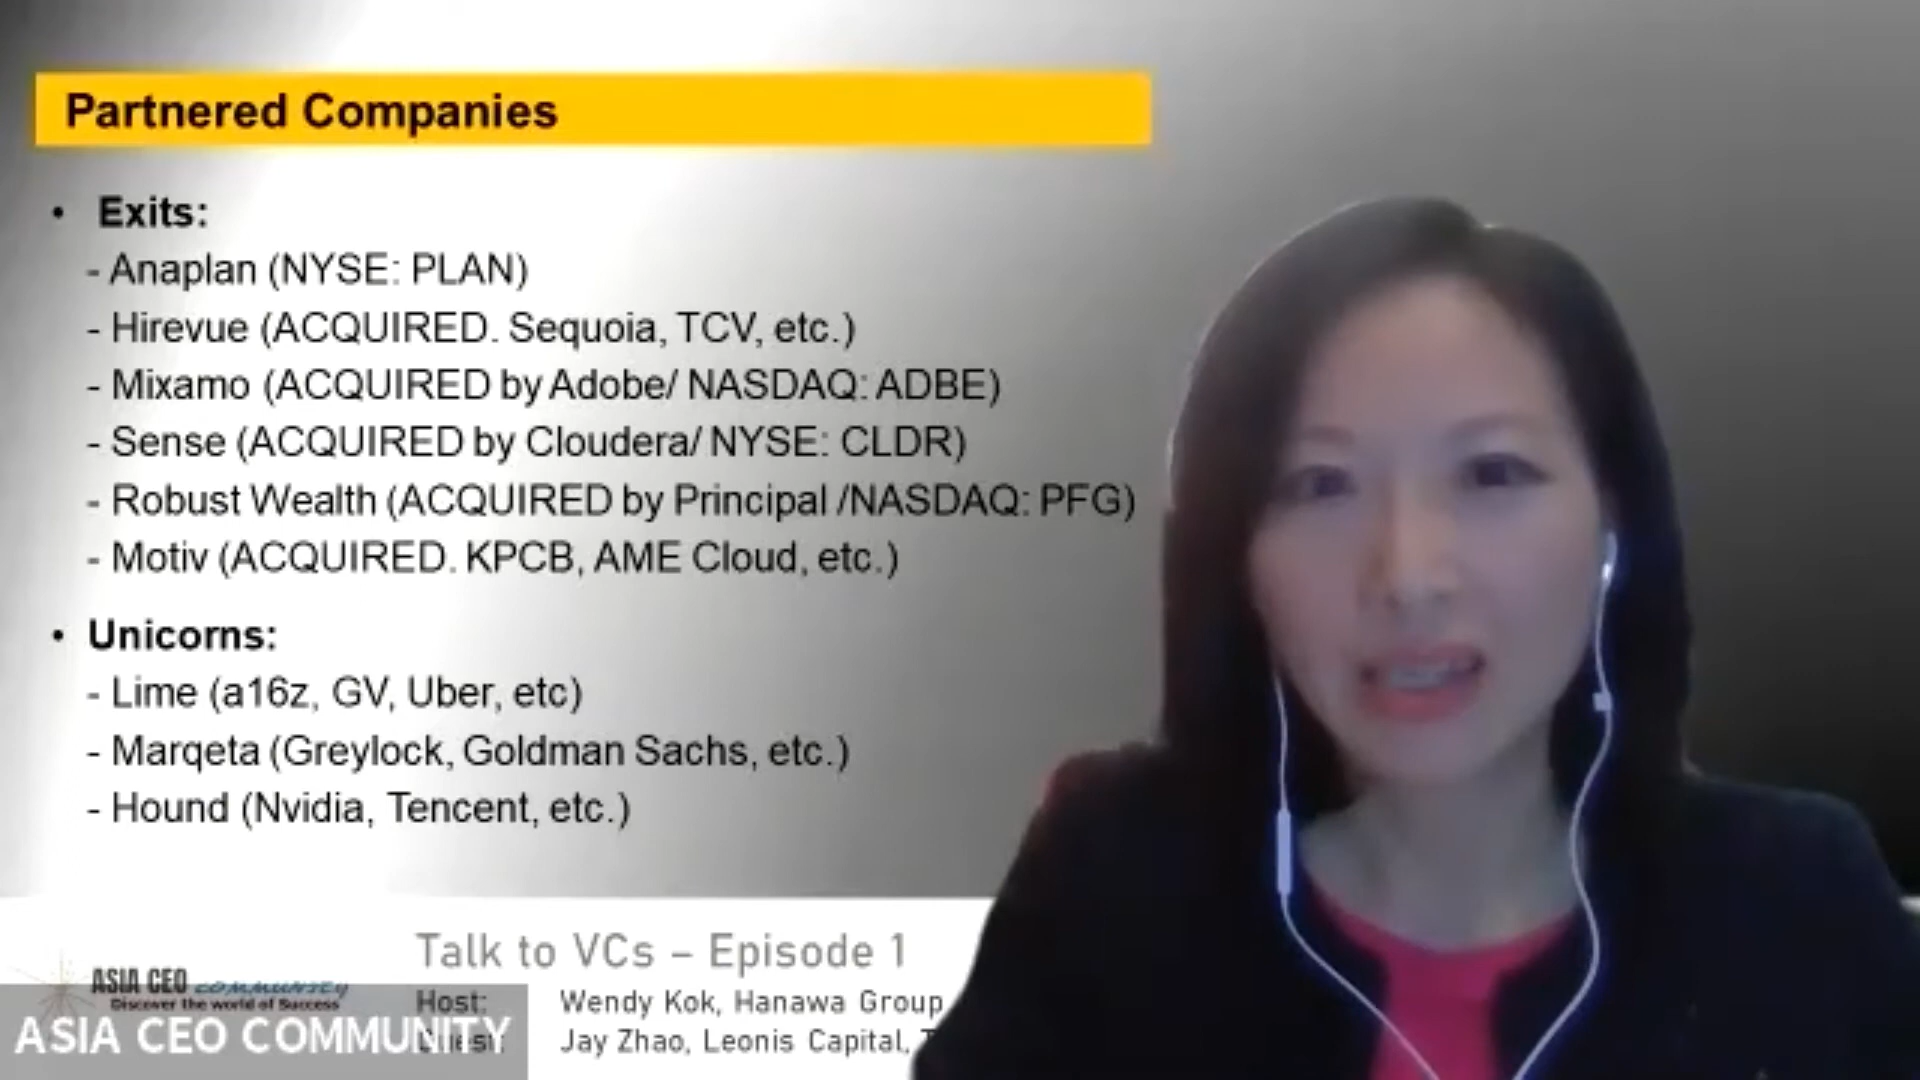 Partnered Companies
• Exits:
- Anaplan (NYSE: PLAN)
- Hirevue (ACQUIRED. Sequoia, TCV, etc.)
- Mixamo (ACQUIRED by Adobe/ NASDAQ: ADBE)
- Sense (ACQUIRED by Cloudera/ NYSE: CLDR)
- Robust Wealth (ACQUIRED by Principal /NASDAQ: PFG)
- Motiv (ACQUIRED. KPCB, AME Cloud, etc.)
• Unicorns:
- Lime (a16z, GV, Uber, etc)
- Marqeta (Greylock, Goldman Sachs, etc.)
- Hound (Nvidia, Tencent, etc.)
Talk to VCs – Episode 1
ASIA CEO COMMUNITY
Discover the world of Success
Host: Wendy Kok, Hanawa Group
Guest: Jay Zhao, Leonis Capital,
ASIA CEO COMMUNITY